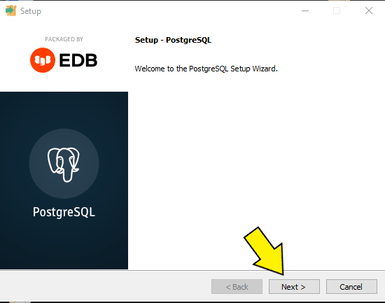 Setup
PACKAGED BY
EDB
Setup - PostgreSQL
Welcome to the PostgreSQL Setup Wizard.
PostgreSQL
< Back
Next >
Cancel